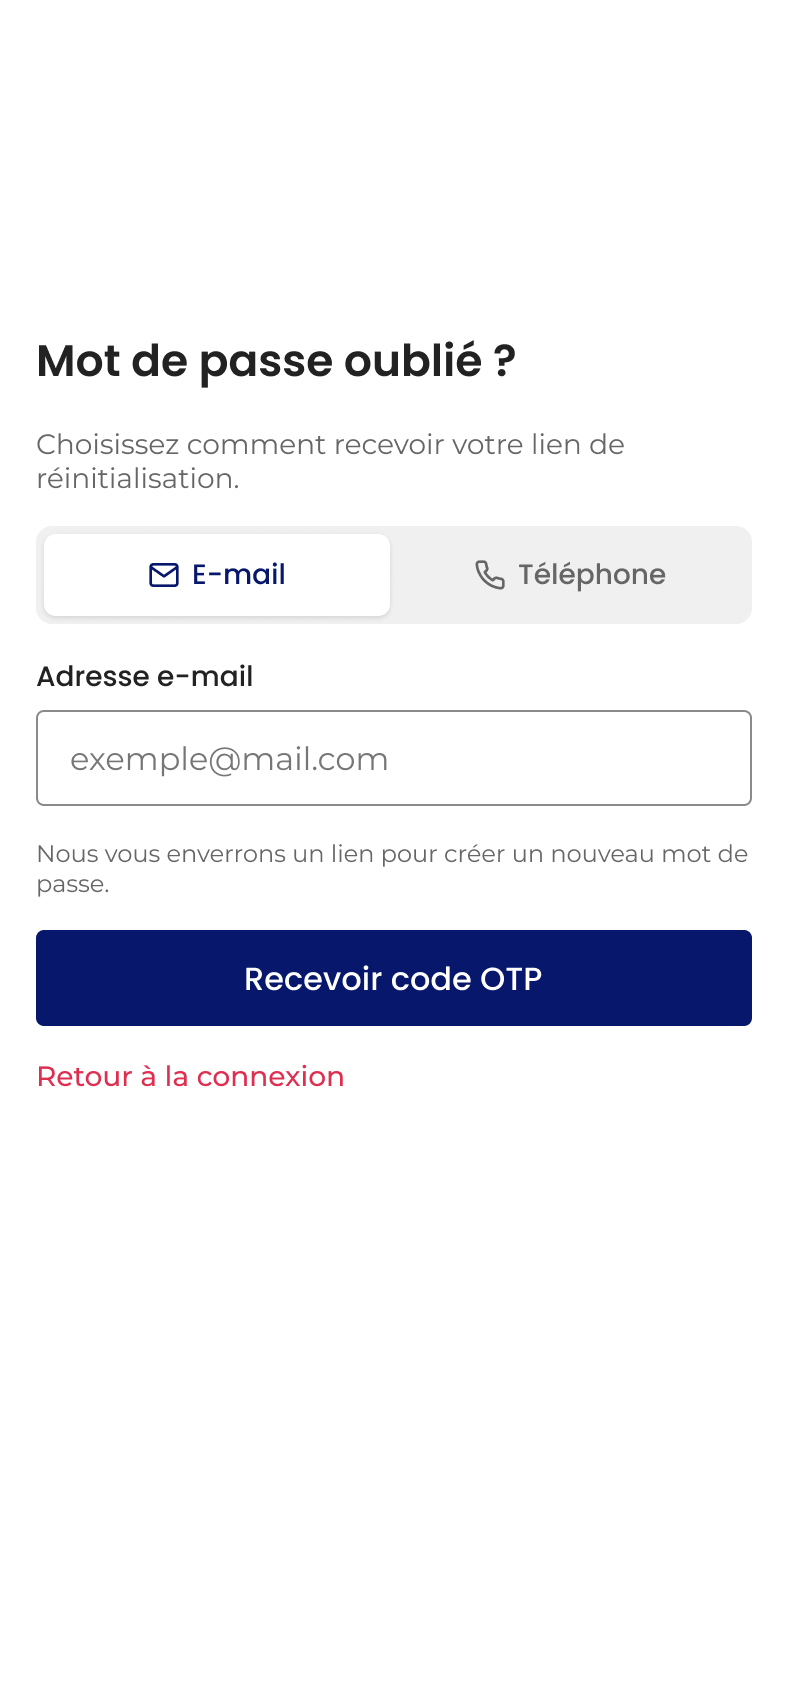 Mot de passe oublié ?
Choisissez comment recevoir votre lien de
réinitialisation.
E-mail
Téléphone
Adresse e-mail
exemple@mail.com
Nous vous enverrons un lien pour créer un nouveau mot de
passe.
Recevoir code OTP
Retour à la connexion